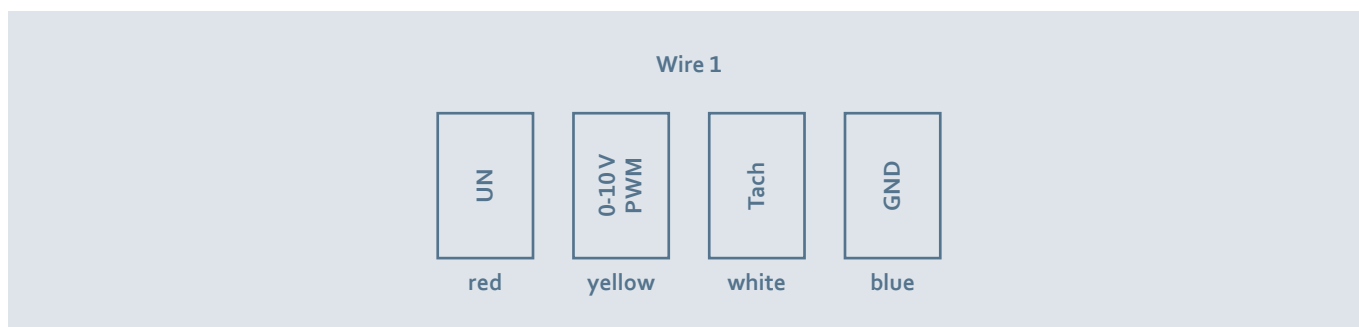 Wire 1
UN
0-10 V
PWM
Tach
GND
red
yellow
white
blue